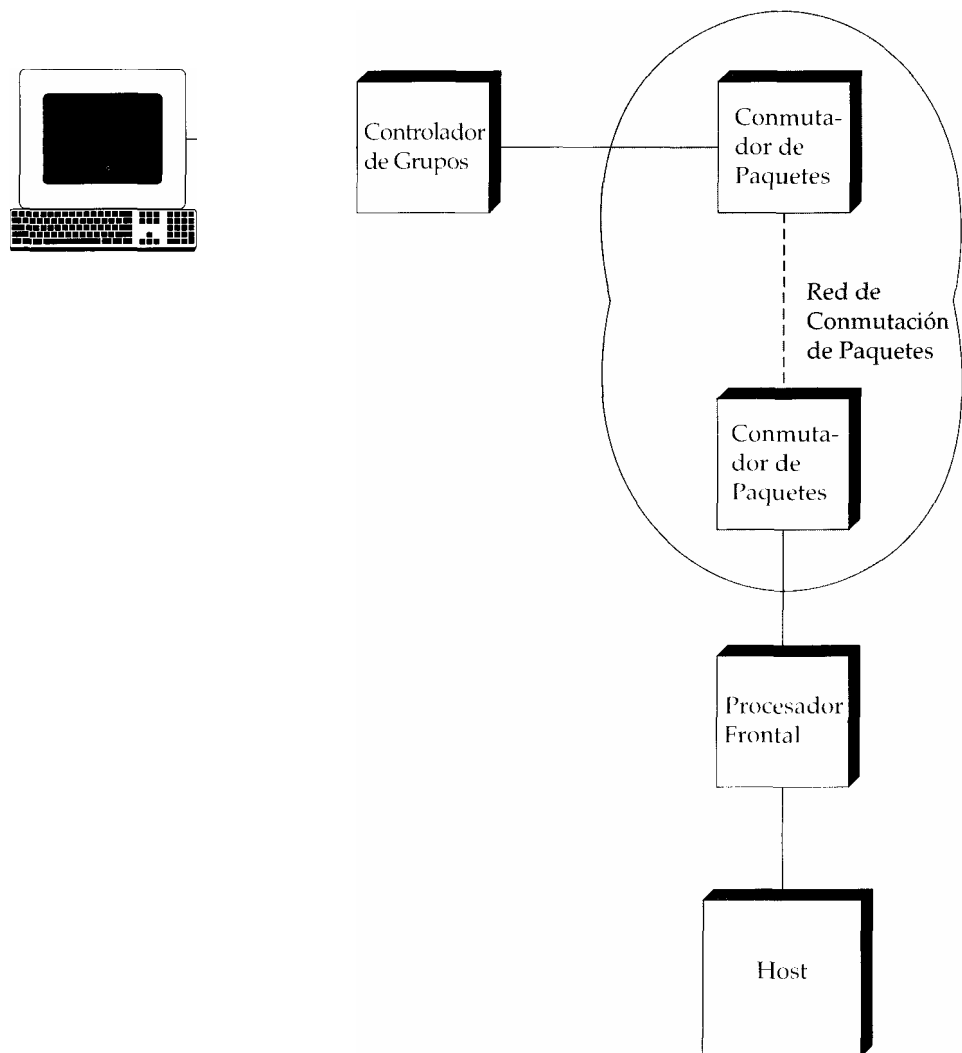 Controlador
de Grupos
Conmuta-
dor de
Paquetes
Red de
Conmutación
de Paquetes
Conmuta-
dor de
Paquetes
Procesador
Frontal
Host